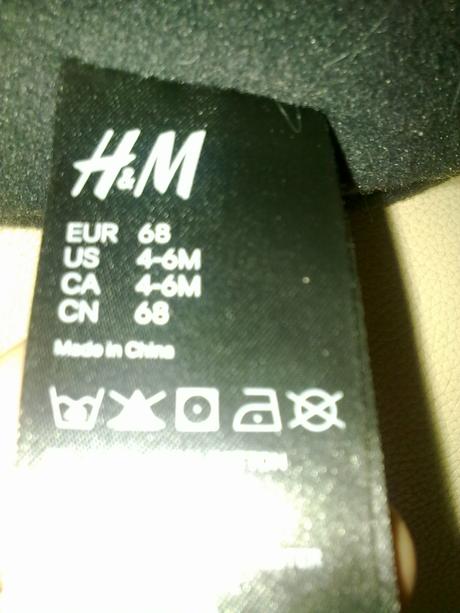 H&M
EUR 68
US 4-6M
CA 4-6M
CN 68
Made in China